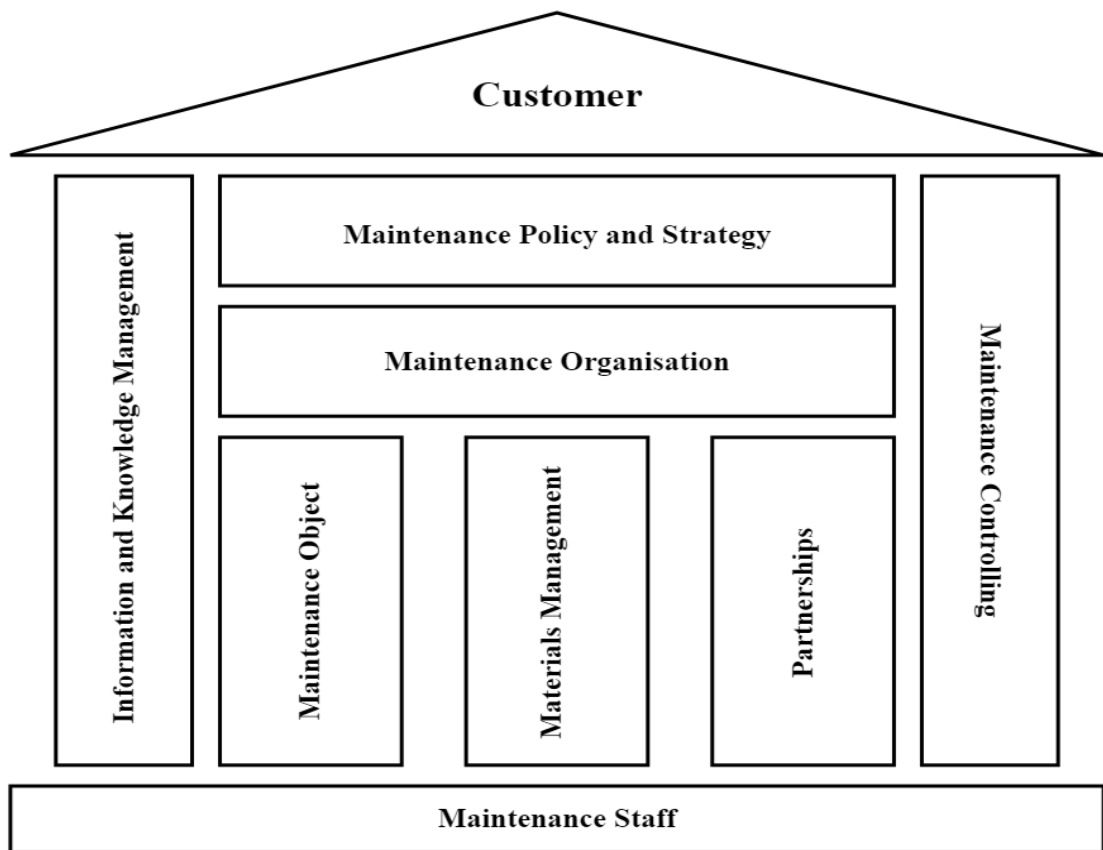 Customer
Information and Knowledge Management
Maintenance Policy and Strategy
Maintenance Organisation
Maintenance Object
Materials Management
Partnerships
Maintenance Controlling
Maintenance Staff